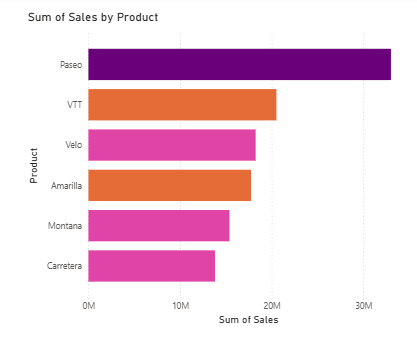 Sum of Sales by Product
Product
Paseo
VTT
Velo
Amarilla
Montana
Carretera
0M 10M 20M 30M
Sum of Sales